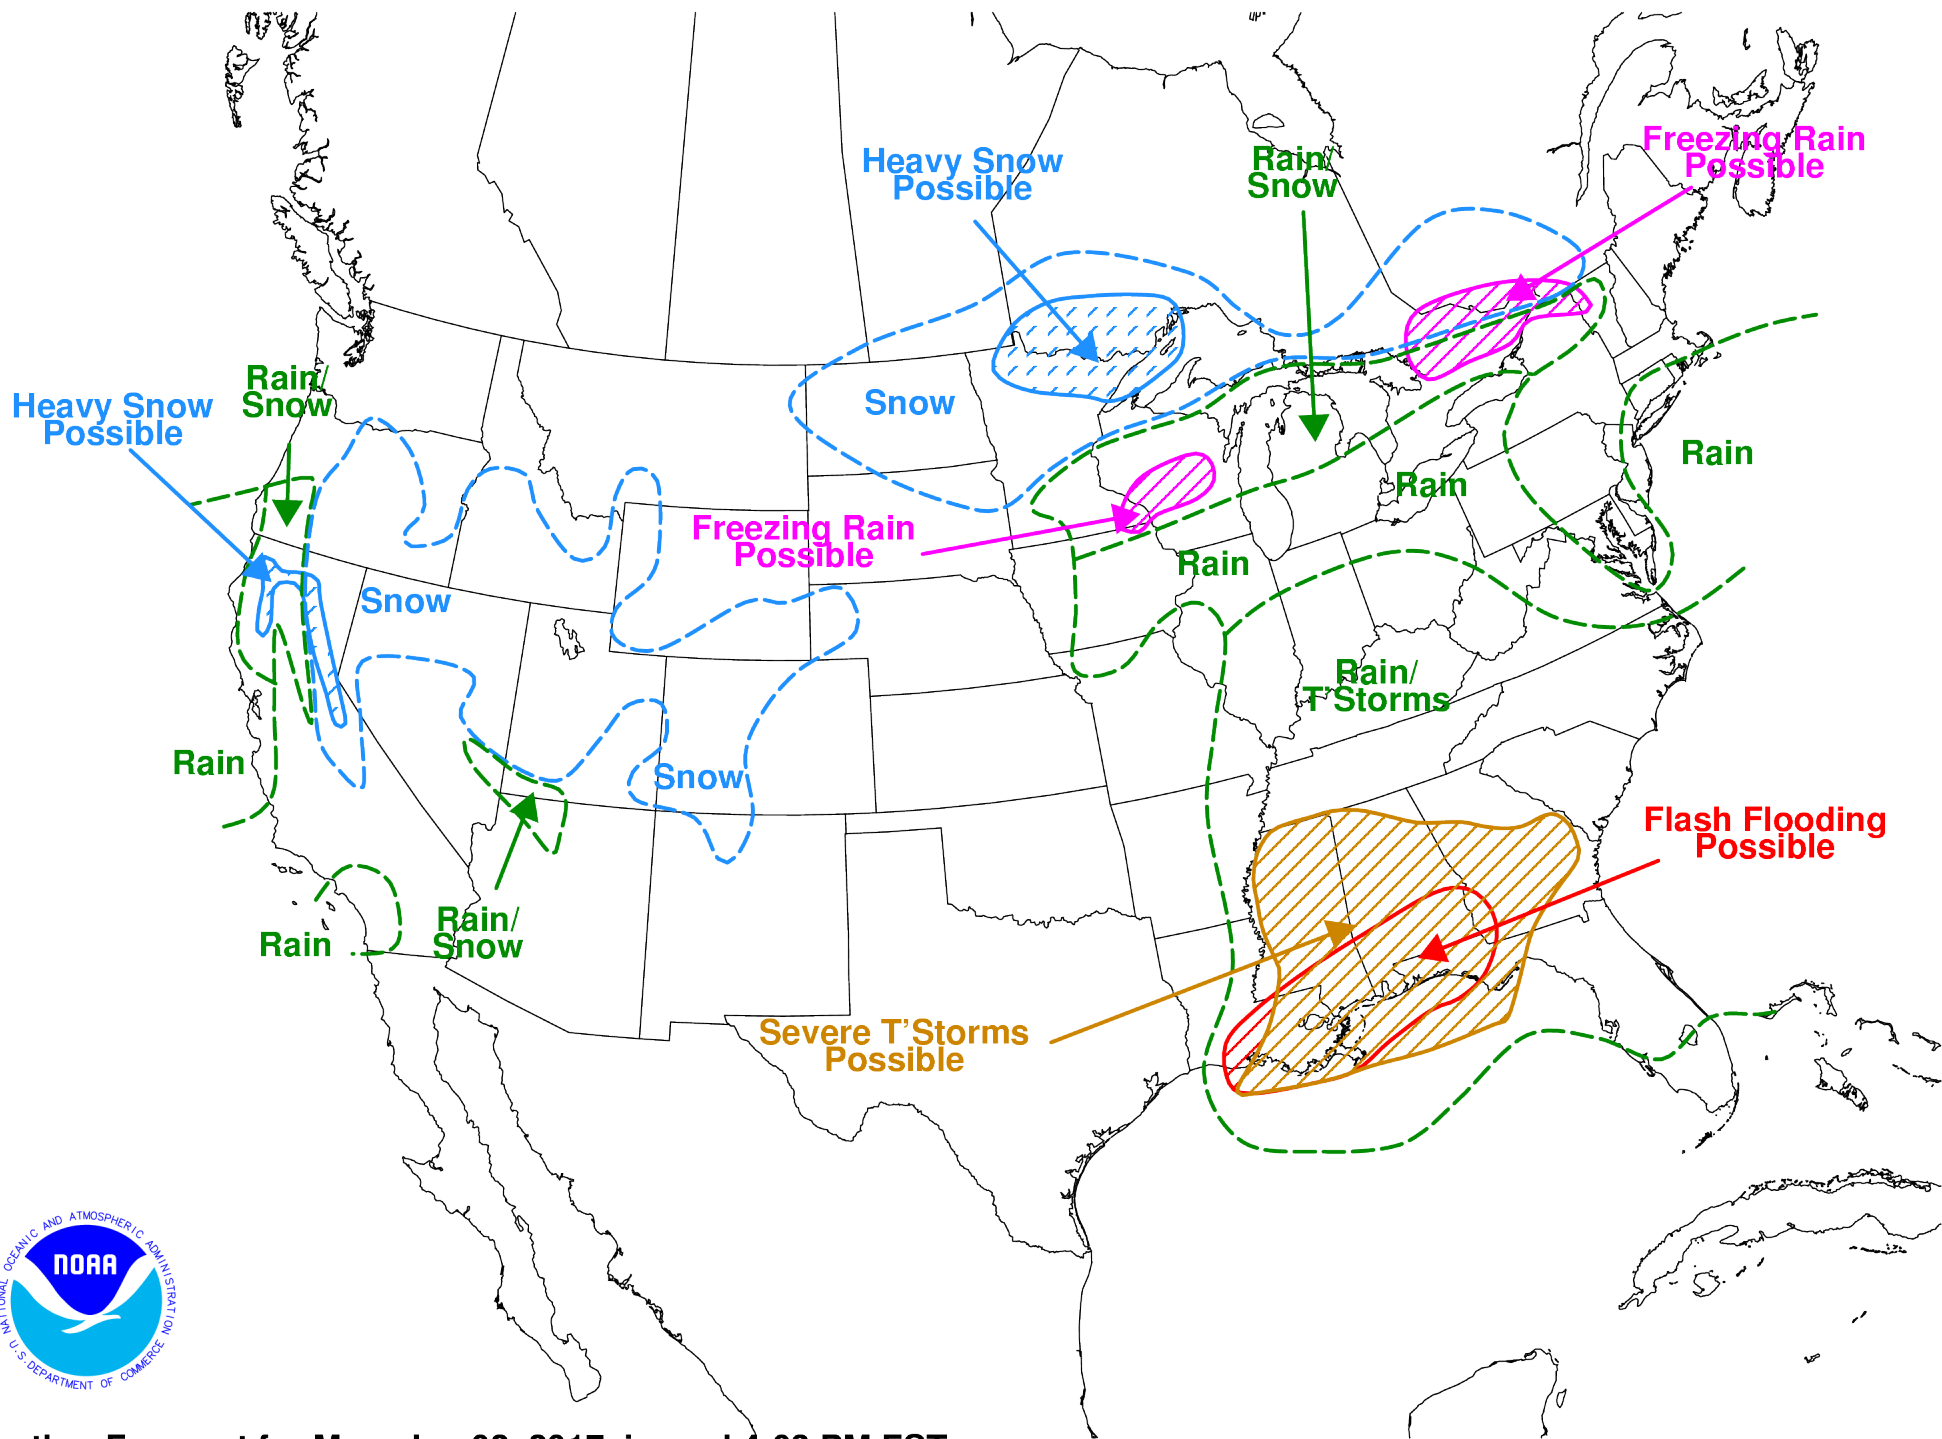 Freezing Rain
Possible
Heavy Snow
Possible
Rain/
Snow
Rain/
Snow
Heavy Snow
Possible
Snow
Rain
Rain
Freezing Rain
Possible
Rain
Snow
Rain/
T'Storms
Rain
Snow
Flash Flooding
Possible
Rain/
Snow
Rain
Severe T'Storms
Possible
NATIONAL OCEANIC AND ATMOSPHERIC ADMINISTRATION
NOAA
U.S. DEPARTMENT OF COMMERCE